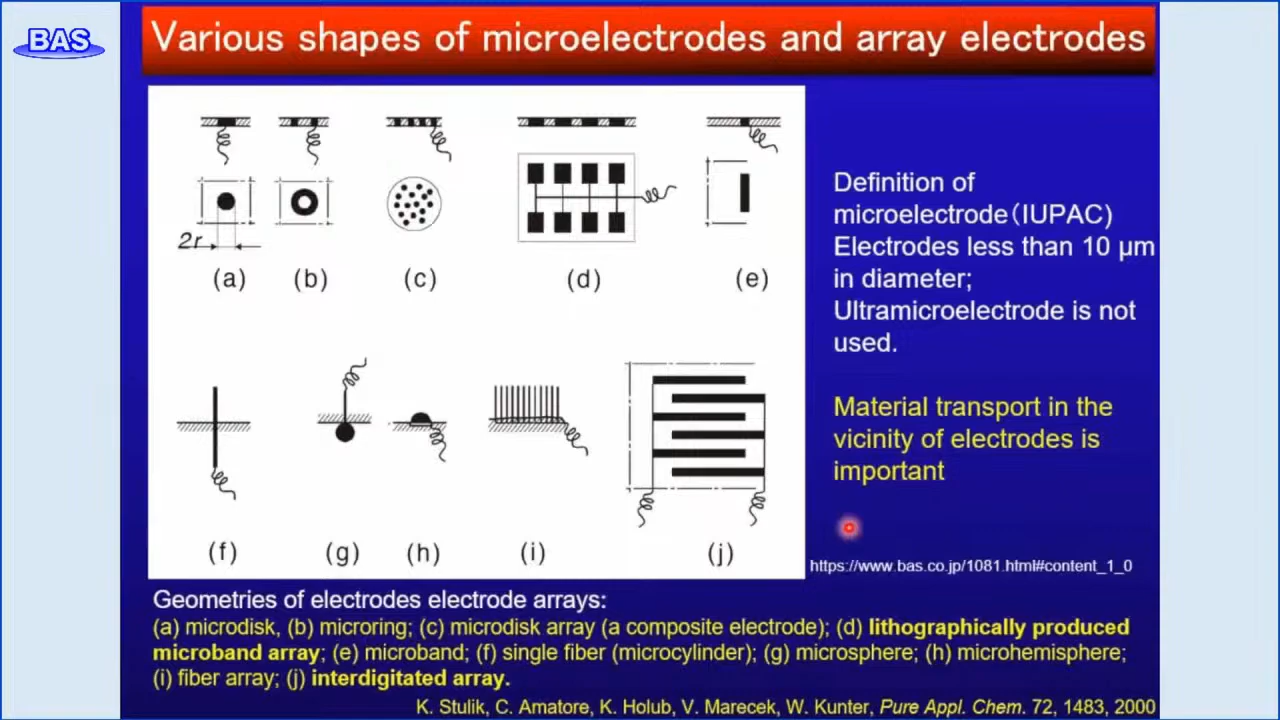 BAS
Various shapes of microelectrodes and array electrodes
2r
(a) (b) (c) (d) (e)
(f) (g) (h) (i) (j)
Definition of
microelectrode(IUPAC)
Electrodes less than 10 μm
in diameter;
Ultramicroelectrode is not
used.
Material transport in the
vicinity of electrodes is
important
https://www.bas.co.jp/1081.html#content_1_0
Geometries of electrodes electrode arrays:
(a) microdisk, (b) microring; (c) microdisk array (a composite electrode); (d) lithographically produced
microband array; (e) microband; (f) single fiber (microcylinder); (g) microsphere; (h) microhemisphere;
(i) fiber array; (j) interdigitated array.
K. Stulik, C. Amatore, K. Holub, V. Marecek, W. Kunter, Pure Appl. Chem. 72, 1483, 2000